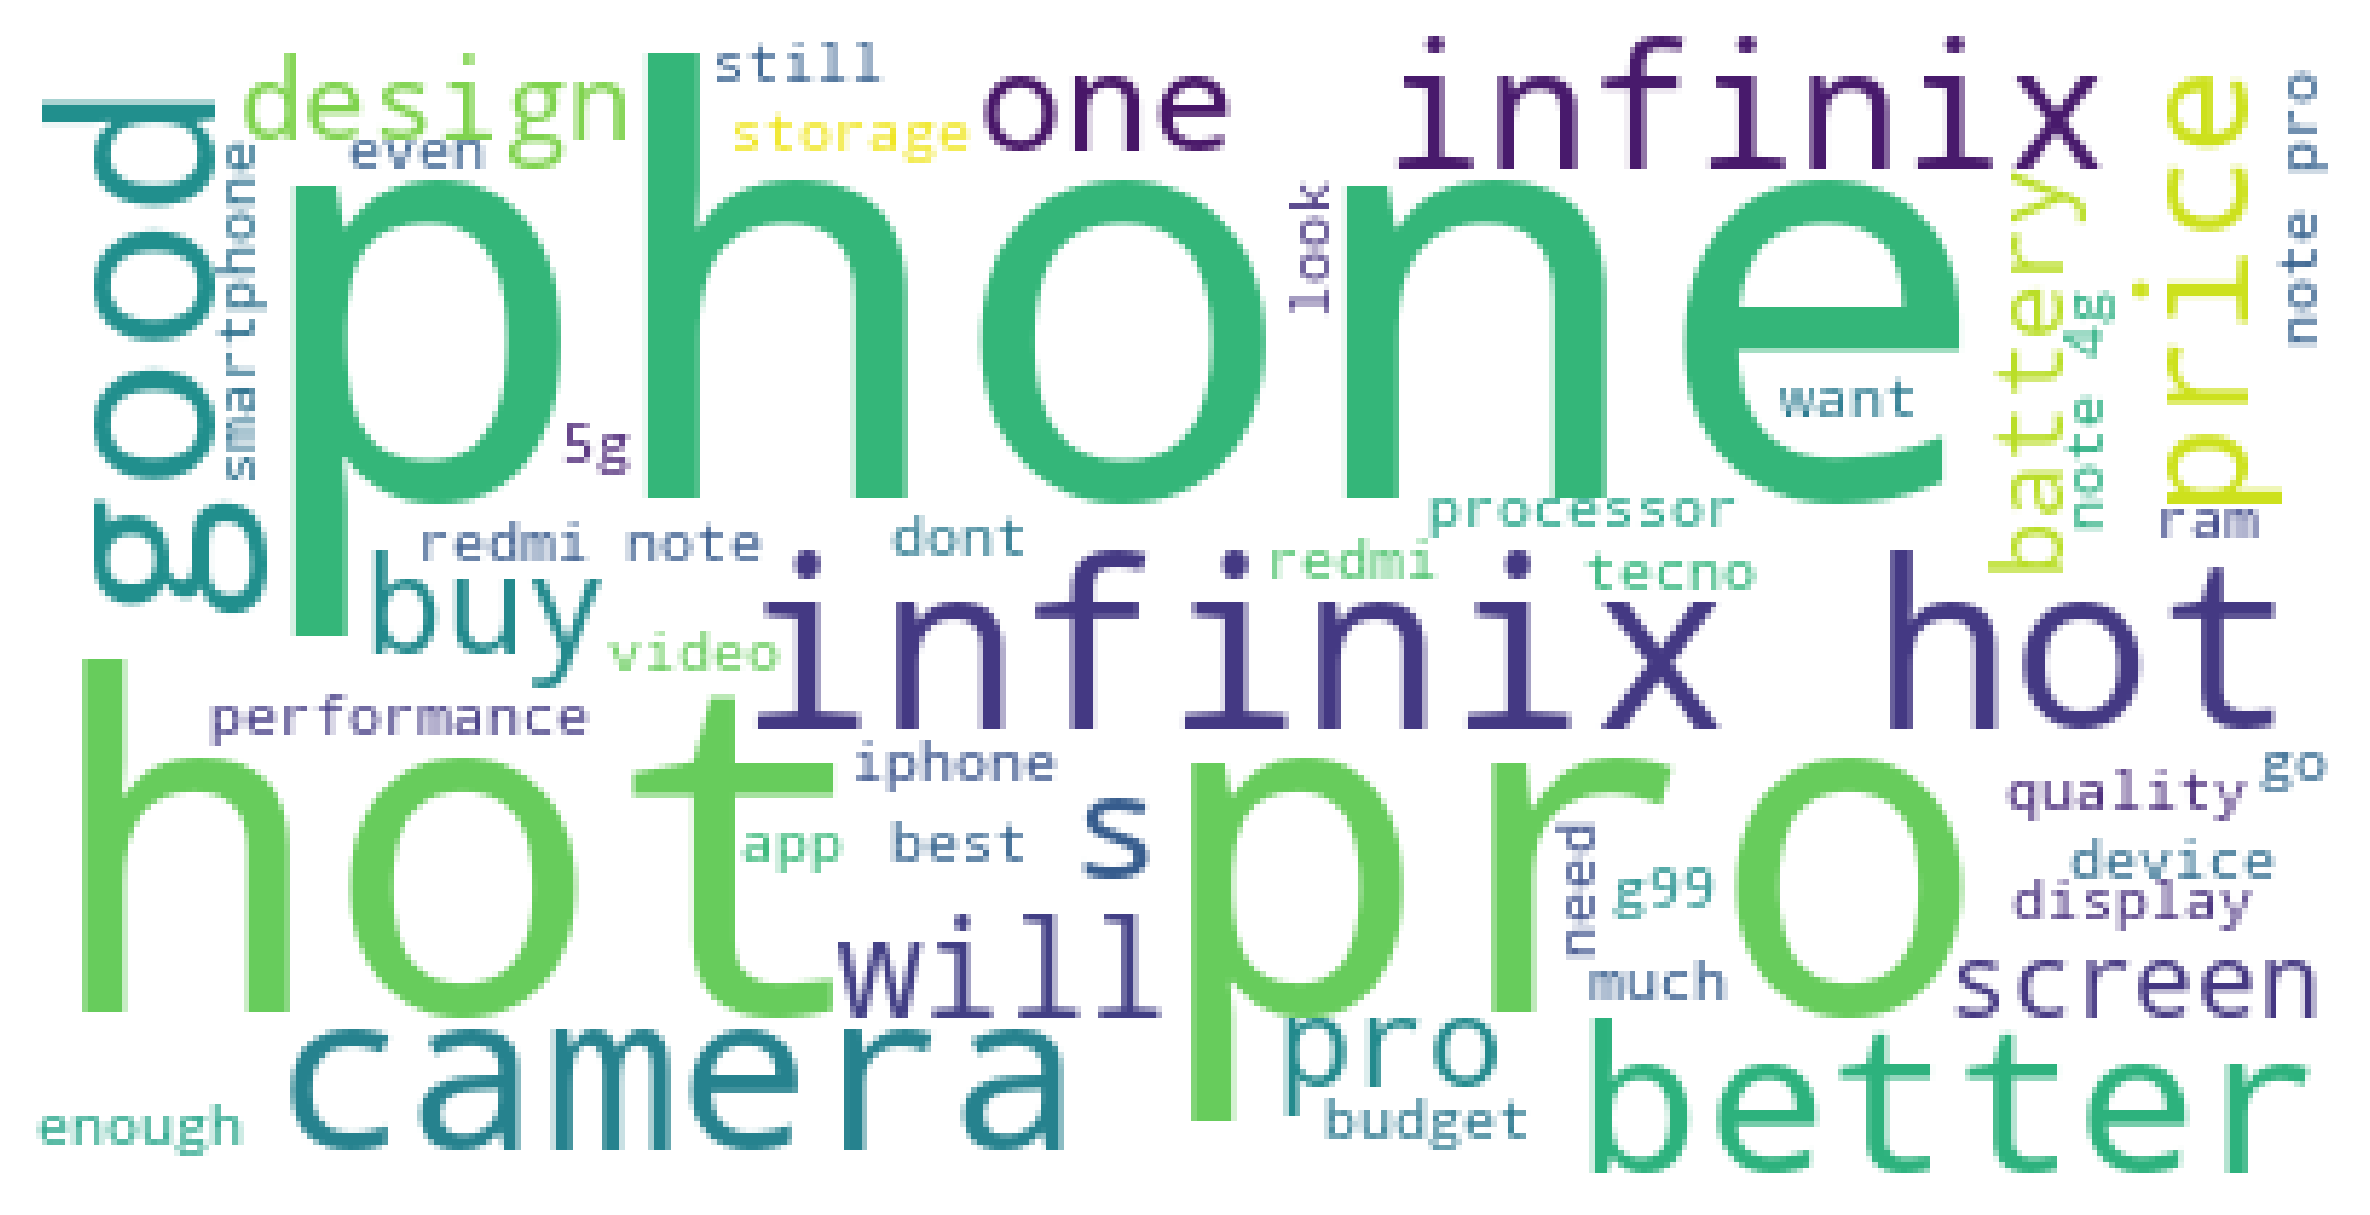 still
design
one
infinix
storage
even
good
smartphone
phone
look
battery
price
note pro
note 4g
want
5g
processor
ram
redmi note
dont
redmi
tecno
buy
infinix hot
video
performance
hot pro
iphone
quality
go
app
best
s
need
g99
device
display
will
much
screen
camera
pro
better
enough
budget